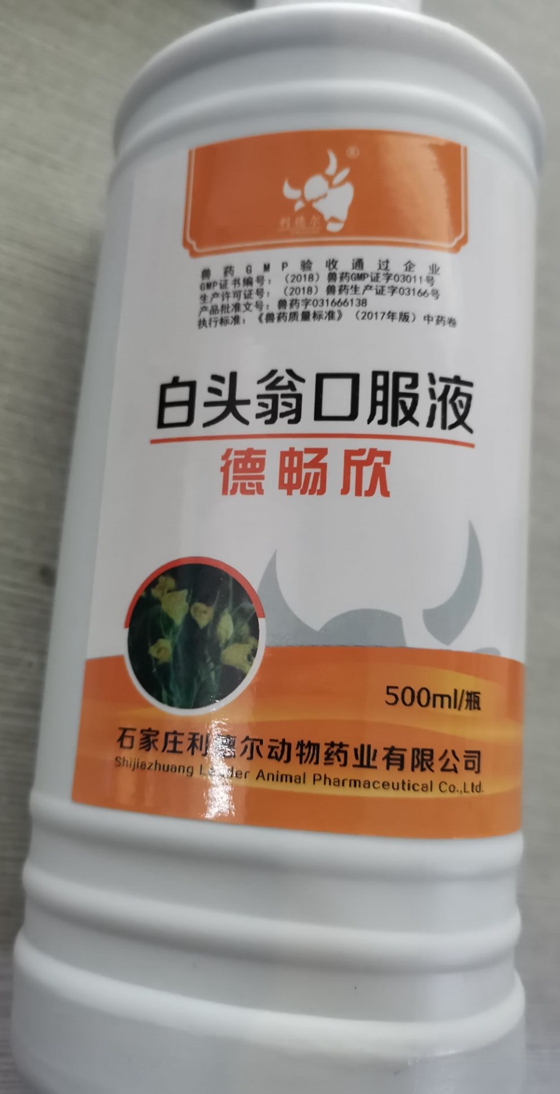 利德尔
兽药GMP验收通过企业
GMP证书编号：（2018）兽药GMP证字03011号
生产许可证号：（2018）兽药生产证字03166号
产品批准文号：兽药字031666138
执行标准：《兽药质量标准》（2017年版）中药卷
白头翁口服液
德畅欣
500ml/瓶
石家庄利德尔动物药业有限公司
Shijiazhuang Leader Animal Pharmaceutical Co.,Ltd.